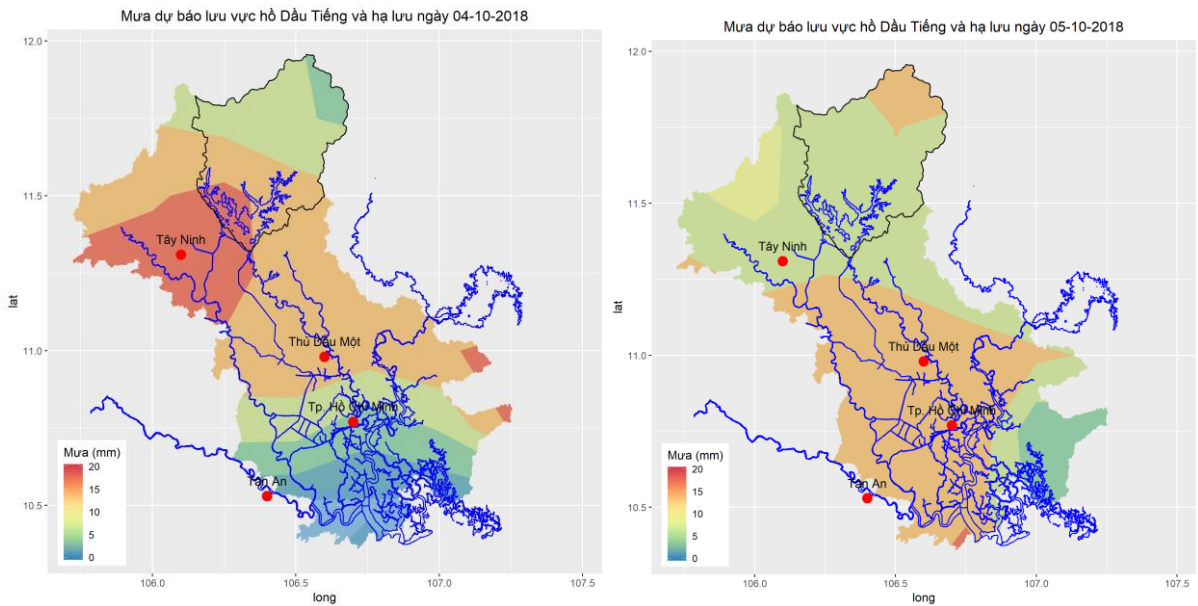 Mưa dự báo lưu vực hồ Dầu Tiếng và hạ lưu ngày 04-10-2018
12.0
11.5
11.0
10.5
lat
Tây Ninh
Thủ Dầu Một
Tp. Hồ Chí Minh
Tân An
Mưa (mm)
20
15
10
5
0
106.0
106.5
107.0
107.5
long
Mưa dự báo lưu vực hồ Dầu Tiếng và hạ lưu ngày 05-10-2018
12.0
11.5
11.0
10.5
lat
Tây Ninh
Thủ Dầu Một
Tp. Hồ Chí Minh
Tân An
Mưa (mm)
20
15
10
5
0
106.0
106.5
107.0
107.5
long